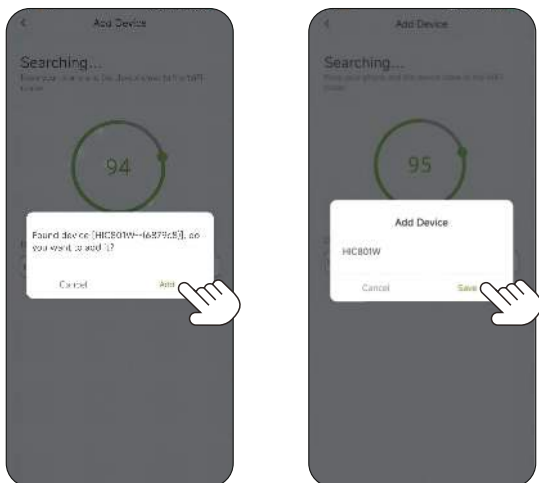 Add Device
Searching...
94
Found device [HIC801W--(6879c8)], do
you want to add it?
Cancel
Add
Add Device
Searching...
95
Add Device
HIC801W
Cancel
Save